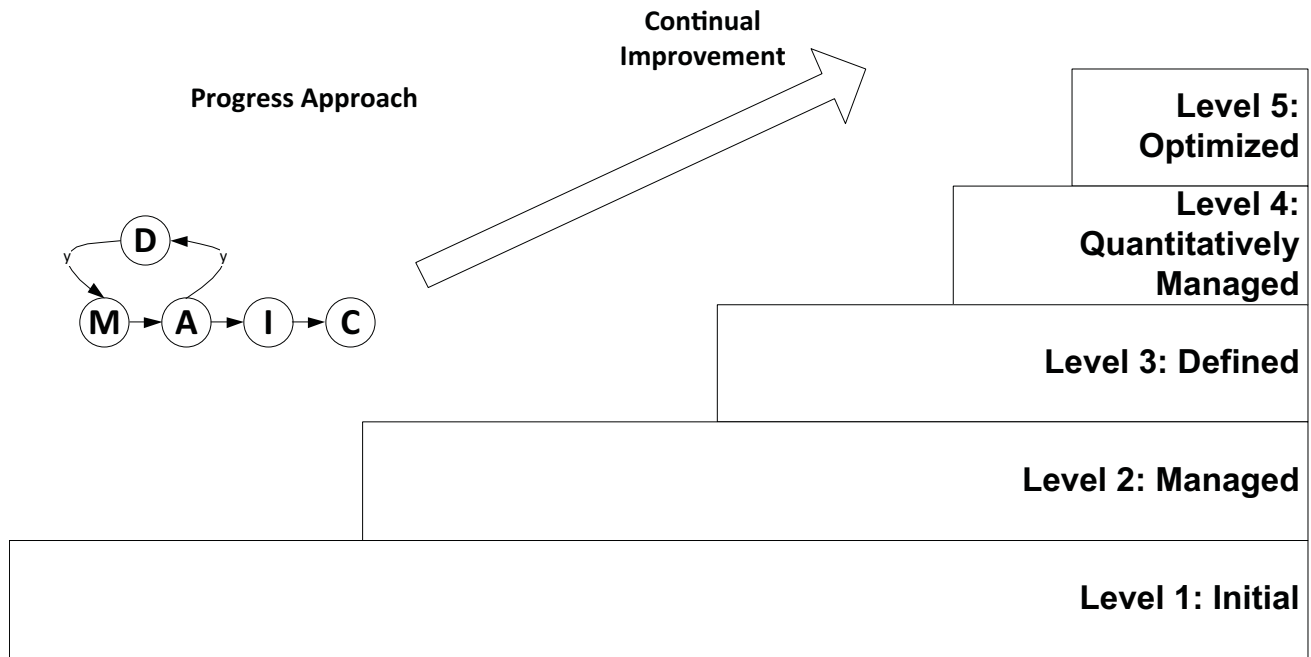 Continual
Improvement
Progress Approach
Level 5:
Optimized
Level 4:
Quantitatively
Managed
D
y
y
M
A
I
C
Level 3: Defined
Level 2: Managed
Level 1: Initial